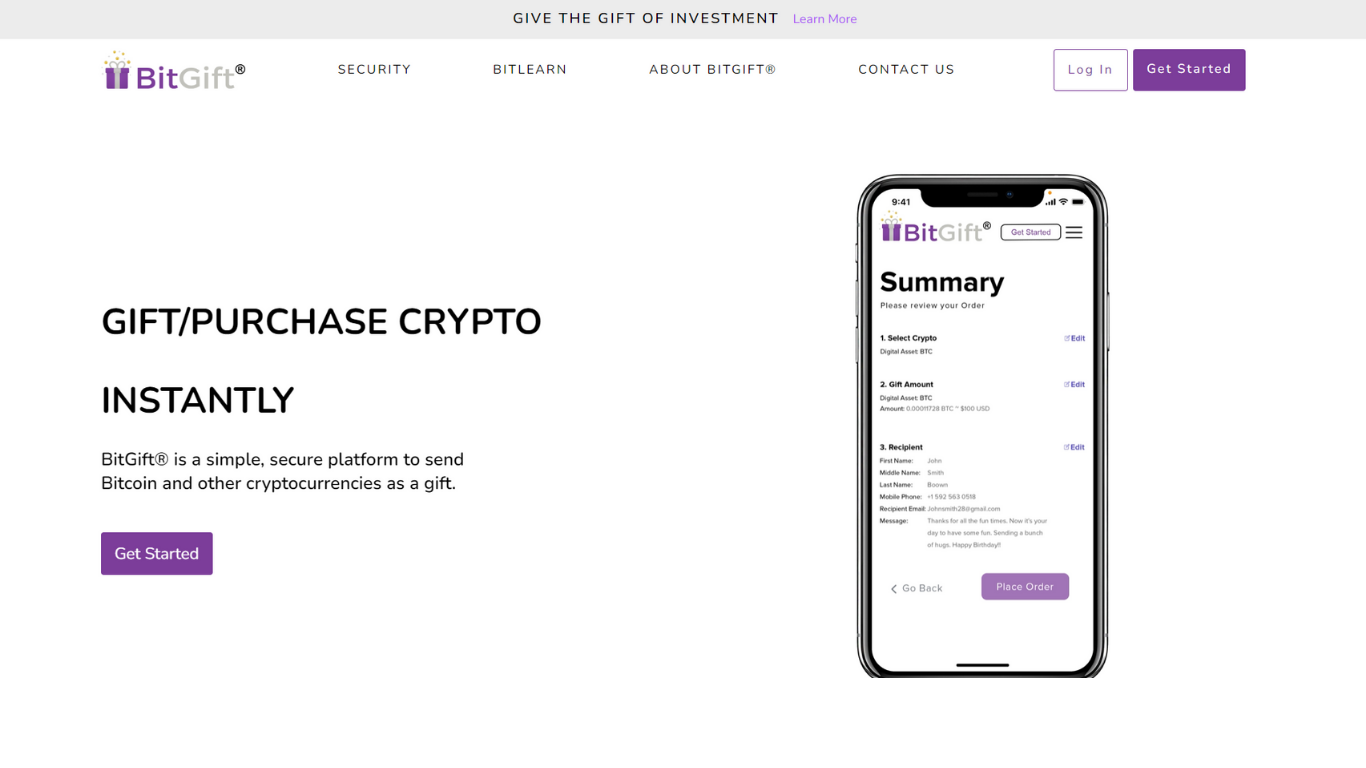 GIVE THE GIFT OF INVESTMENT Learn More
BitGift® SECURITY BITLEARN ABOUT BITGIFT® CONTACT US Log In Get Started
GIFT/PURCHASE CRYPTO
INSTANTLY
BitGift® is a simple, secure platform to send
Bitcoin and other cryptocurrencies as a gift.
Get Started
9:41
BitGift® Get Started
Summary
Please review your Order
1. Select Crypto Edit
Digital Asset: BTC
2. Gift Amount Edit
Digital Asset: BTC
Amount: 0.00011728 BTC ~ $100 USD
3. Recipient Edit
First Name: John
Middle Name: Smith
Last Name: Boown
Mobile Phone: +1 592 563 0518
Recipient Email: Johnsmith28@gmail.com
Message: Thanks for all the fun times. Now it's your
day to have some fun. Sending a bunch
of hugs. Happy Birthday!!
Go Back Place Order